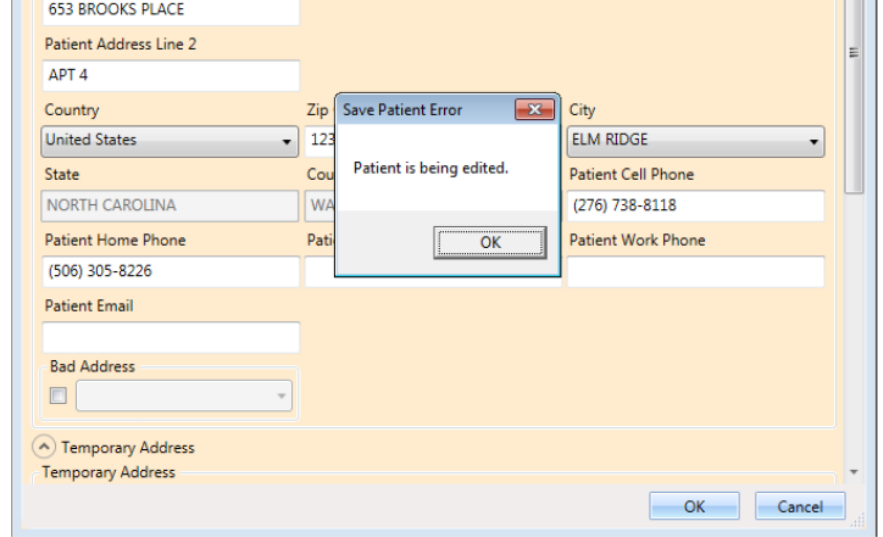 653 BROOKS PLACE
Patient Address Line 2
APT 4
Country
Zip
City
United States
123
ELM RIDGE
State
Cou
Patient Cell Phone
NORTH CAROLINA
WA
(276) 738-8118
Patient Home Phone
Pati
Patient Work Phone
(506) 305-8226
Patient Email
Bad Address
Temporary Address
Temporary Address
OK
Cancel
Save Patient Error
Patient is being edited.
OK